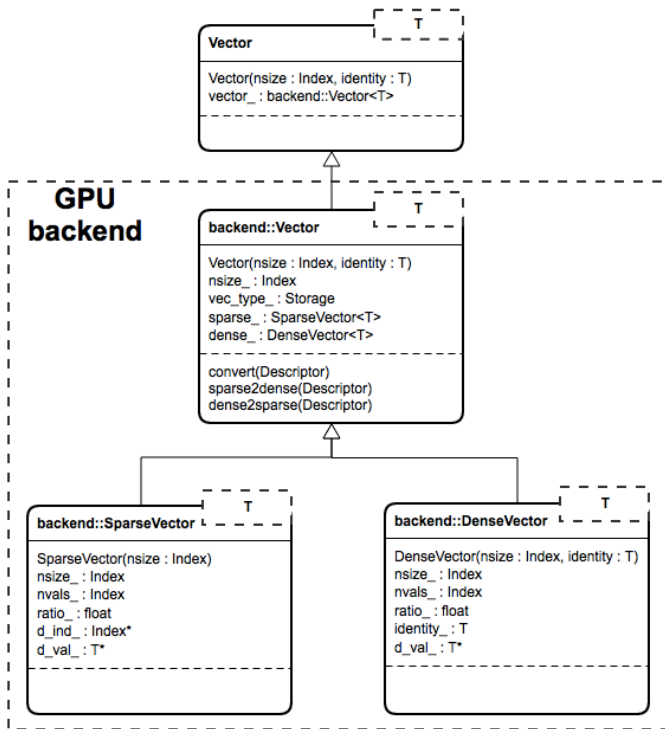 T
Vector
Vector(nsize : Index, identity : T)
vector_ : backend::Vector<T>
GPU
backend
T
backend::Vector
Vector(nsize : Index, identity : T)
nsize_ : Index
vec_type_ : Storage
sparse_ : SparseVector<T>
dense_ : DenseVector<T>
convert(Descriptor)
sparse2dense(Descriptor)
dense2sparse(Descriptor)
T
backend::SparseVector
SparseVector(nsize : Index)
nsize_ : Index
nvals_ : Index
ratio_ : float
d_ind_ : Index*
d_val_ : T*
T
backend::DenseVector
DenseVector(nsize : Index, identity : T)
nsize_ : Index
nvals_ : Index
ratio_ : float
identity_ : T
d_val_ : T*